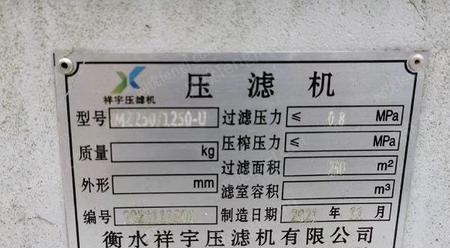 祥宇压滤机 压滤机
型号 过滤压力 ≤ 0.8 MPa
质量 kg 压榨压力 ≤ MPa
外形 mm 过滤面积 250 m²
滤室容积 m³
编号 制造日期 2021 年 11 月
衡水祥宇压滤机有限公司